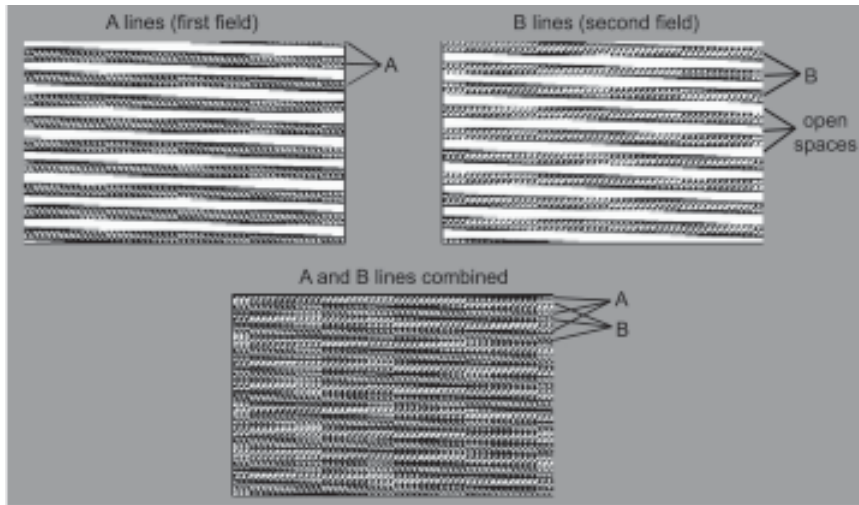 A lines (first field)
B lines (second field)
A
B
open
spaces
A and B lines combined
A
B